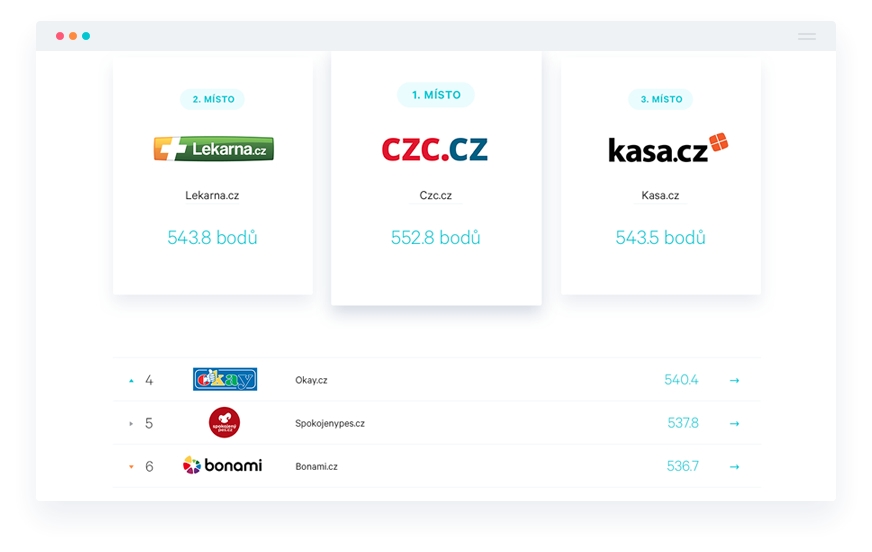 2. MÍSTO
Lekarna.cz
Lekarna.cz
543.8 bodů
1. MÍSTO
CZC.CZ
Czc.cz
552.8 bodů
3. MÍSTO
kasa.cz
Kasa.cz
543.5 bodů
4 okay Okay.cz 540.4 →
5 spokojený pes.cz Spokojenypes.cz 537.8 →
6 bonami Bonami.cz 536.7 →